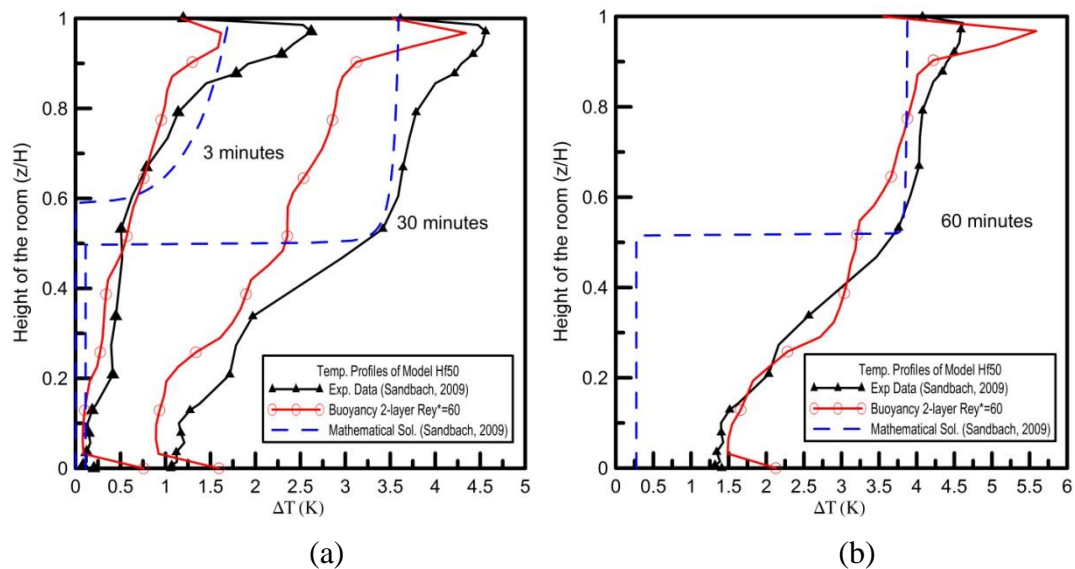 1
0.8
0.6
0.4
0.2
0
Height of the room (z/H)
3 minutes
30 minutes
Temp. Profiles of Model Hf50
Exp. Data (Sandbach, 2009)
Buoyancy 2-layer Rey*=60
Mathematical Sol. (Sandbach, 2009)
0 0.5 1 1.5 2 2.5 3 3.5 4 4.5 5
ΔT (K)
(a)
1
0.8
0.6
0.4
0.2
0
Height of the room (z/H)
60 minutes
Temp. Profiles of Model Hf50
Exp. Data (Sandbach, 2009)
Buoyancy 2-layer Rey*=60
Mathematical Sol. (Sandbach, 2009)
0 0.5 1 1.5 2 2.5 3 3.5 4 4.5 5 5.5 6
ΔT (K)
(b)